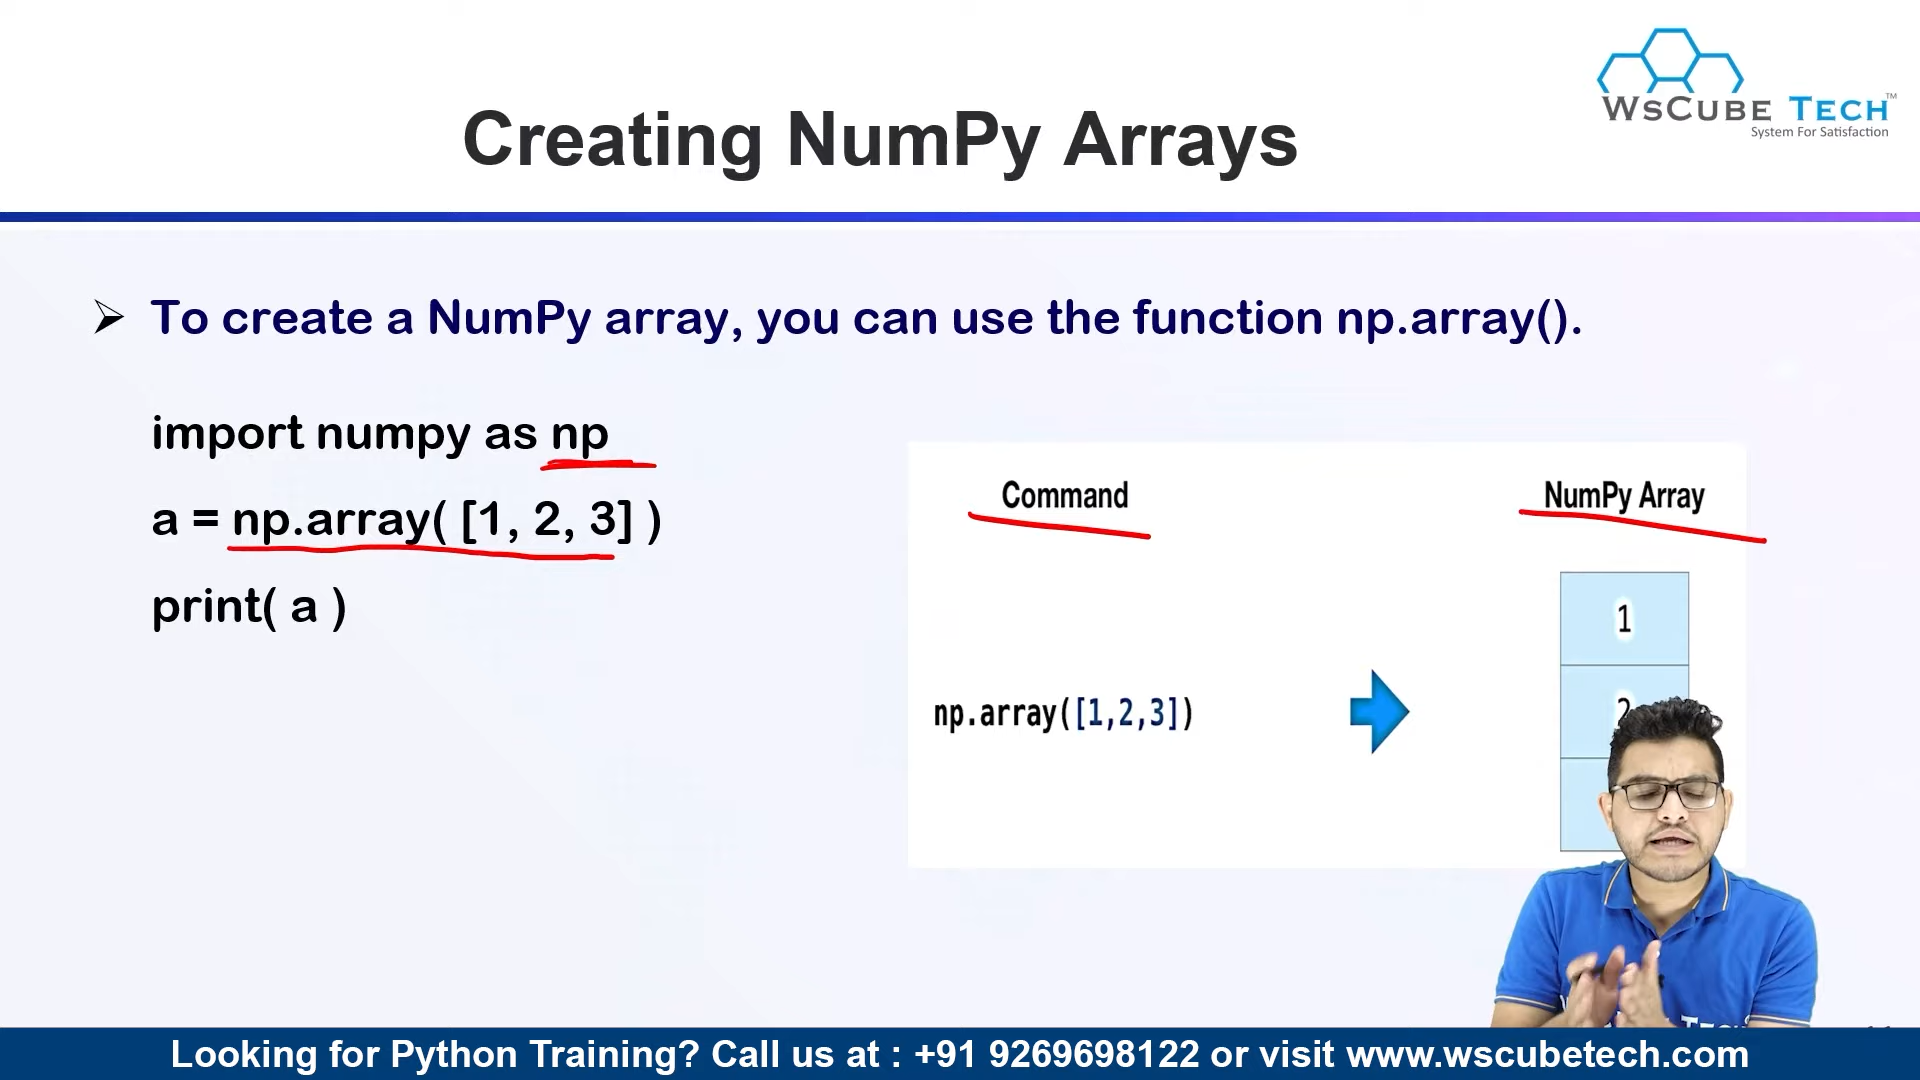 WsCube Tech™
System For Satisfaction
Creating NumPy Arrays
➢ To create a NumPy array, you can use the function np.array().
import numpy as np
a = np.array( [1, 2, 3] )
print( a )
Command
NumPy Array
np.array([1,2,3])
1
2
Looking for Python Training? Call us at : +91 9269698122 or visit www.wscubetech.com